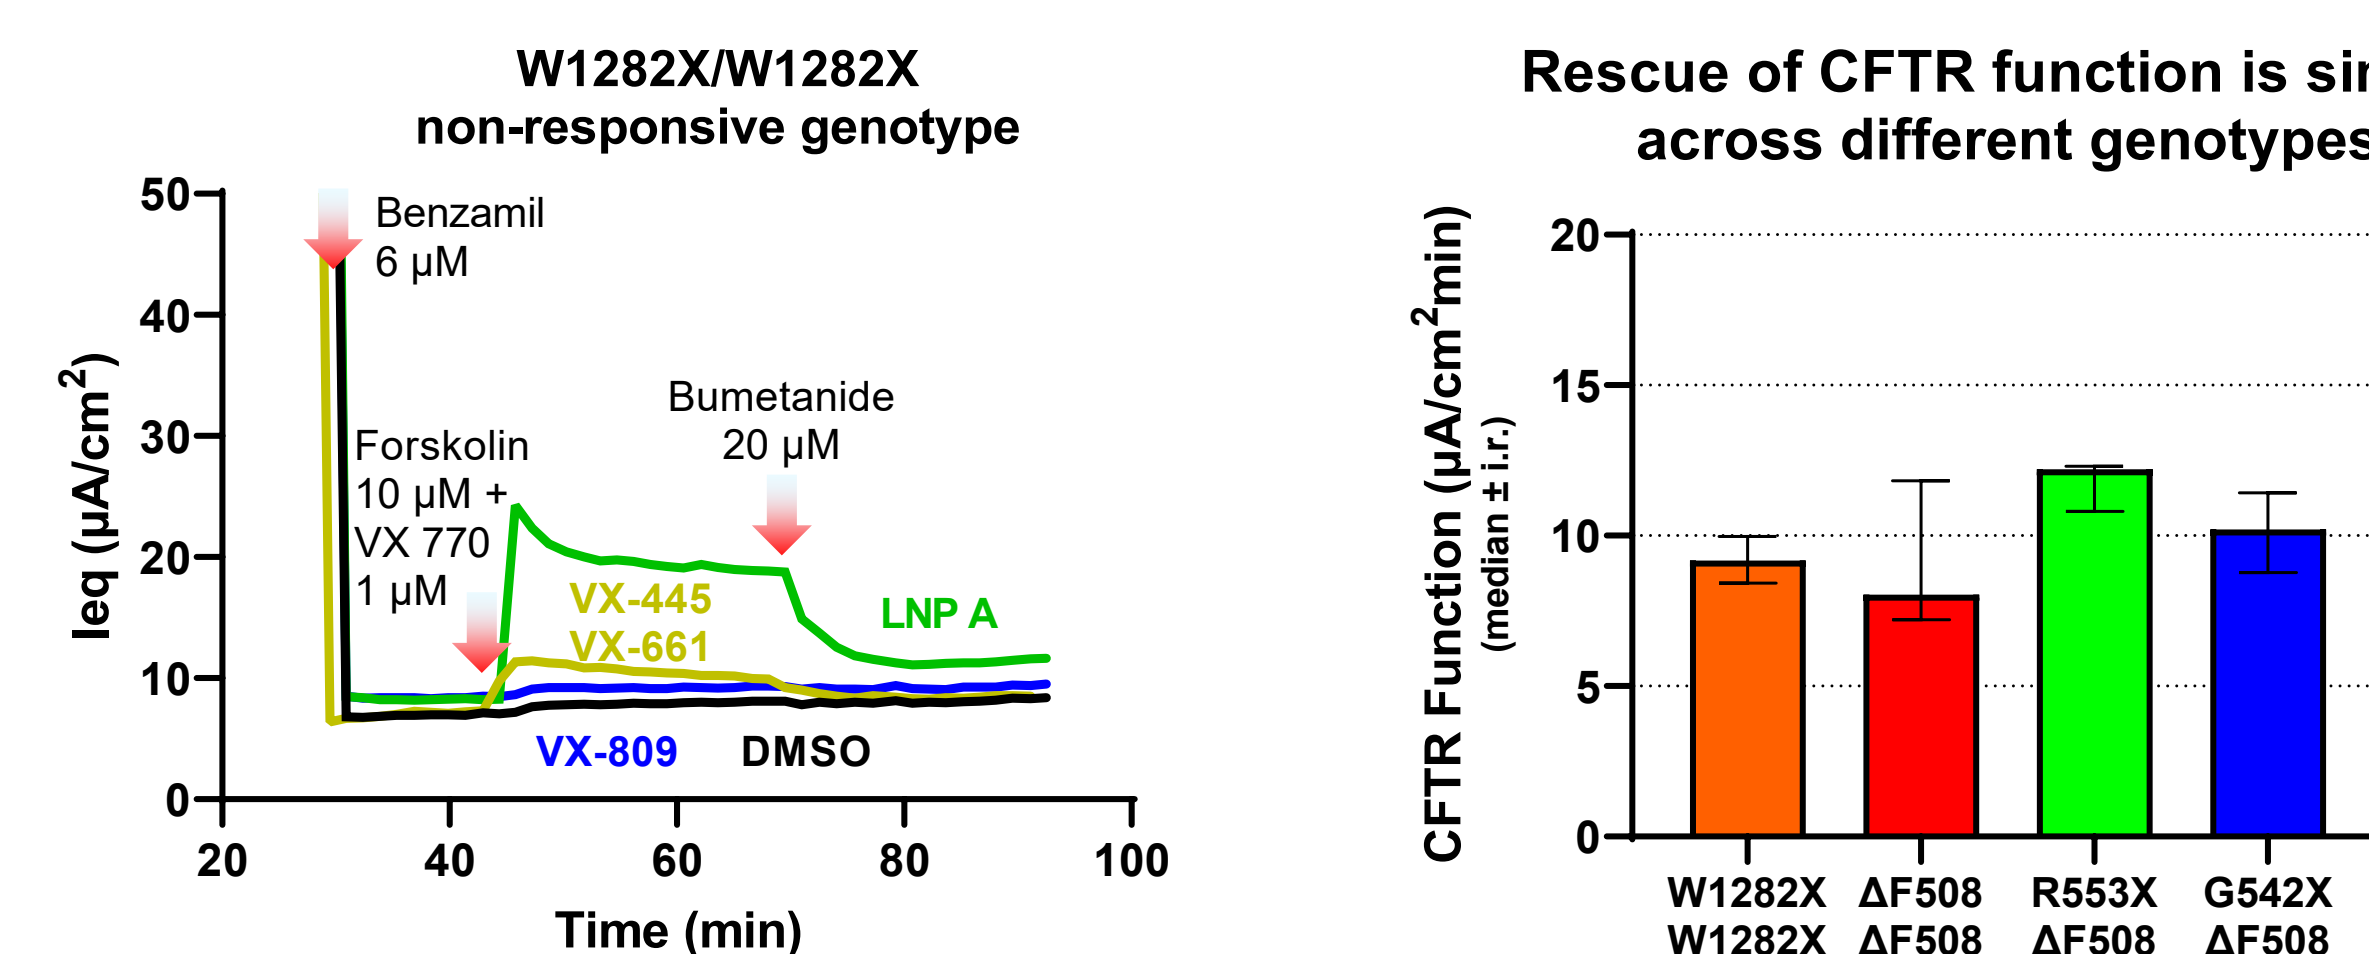 W1282X/W1282X
non-responsive genotype
50
40
30
20
10
0
Ieq (µA/cm²)
Benzamil
6 µM
Forskolin
10 µM +
VX 770
1 µM
Bumetanide
20 µM
VX-445
VX-661
LNP A
VX-809
DMSO
20 40 60 80 100
Time (min)
Rescue of CFTR function is
across different genotypes
CFTR Function (µA/cm²min)
(median ± i.r.)
20
15
10
5
0
W1282X ΔF508 R553X G542X
W1282X ΔF508 ΔF508 ΔF508